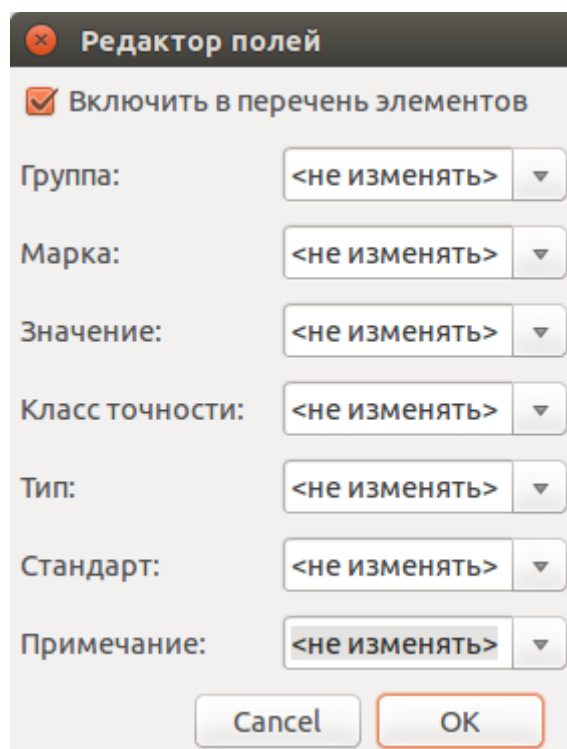 Редактор полей
Включить в перечень элементов
Группа: <не изменять>
Марка: <не изменять>
Значение: <не изменять>
Класс точности: <не изменять>
Тип: <не изменять>
Стандарт: <не изменять>
Примечание: <не изменять>
Cancel OK